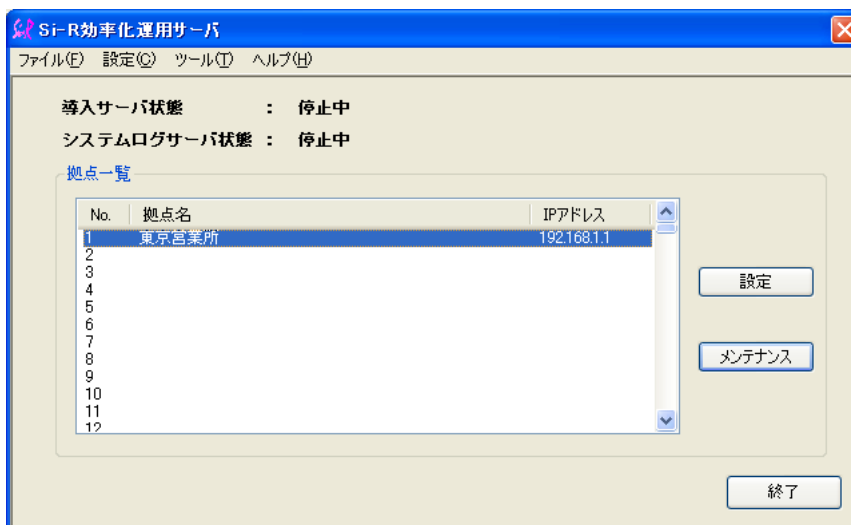 Si-R効率化運用サーバ
ファイル(F) 設定(C) ツール(T) ヘルプ(H)
導入サーバ状態 : 停止中
システムログサーバ状態 : 停止中
拠点一覧
No. 拠点名 IPアドレス
1 東京営業所 192.168.1.1
2
3
4
5
6
7
8
9
10
11
12
設定
メンテナンス
終了